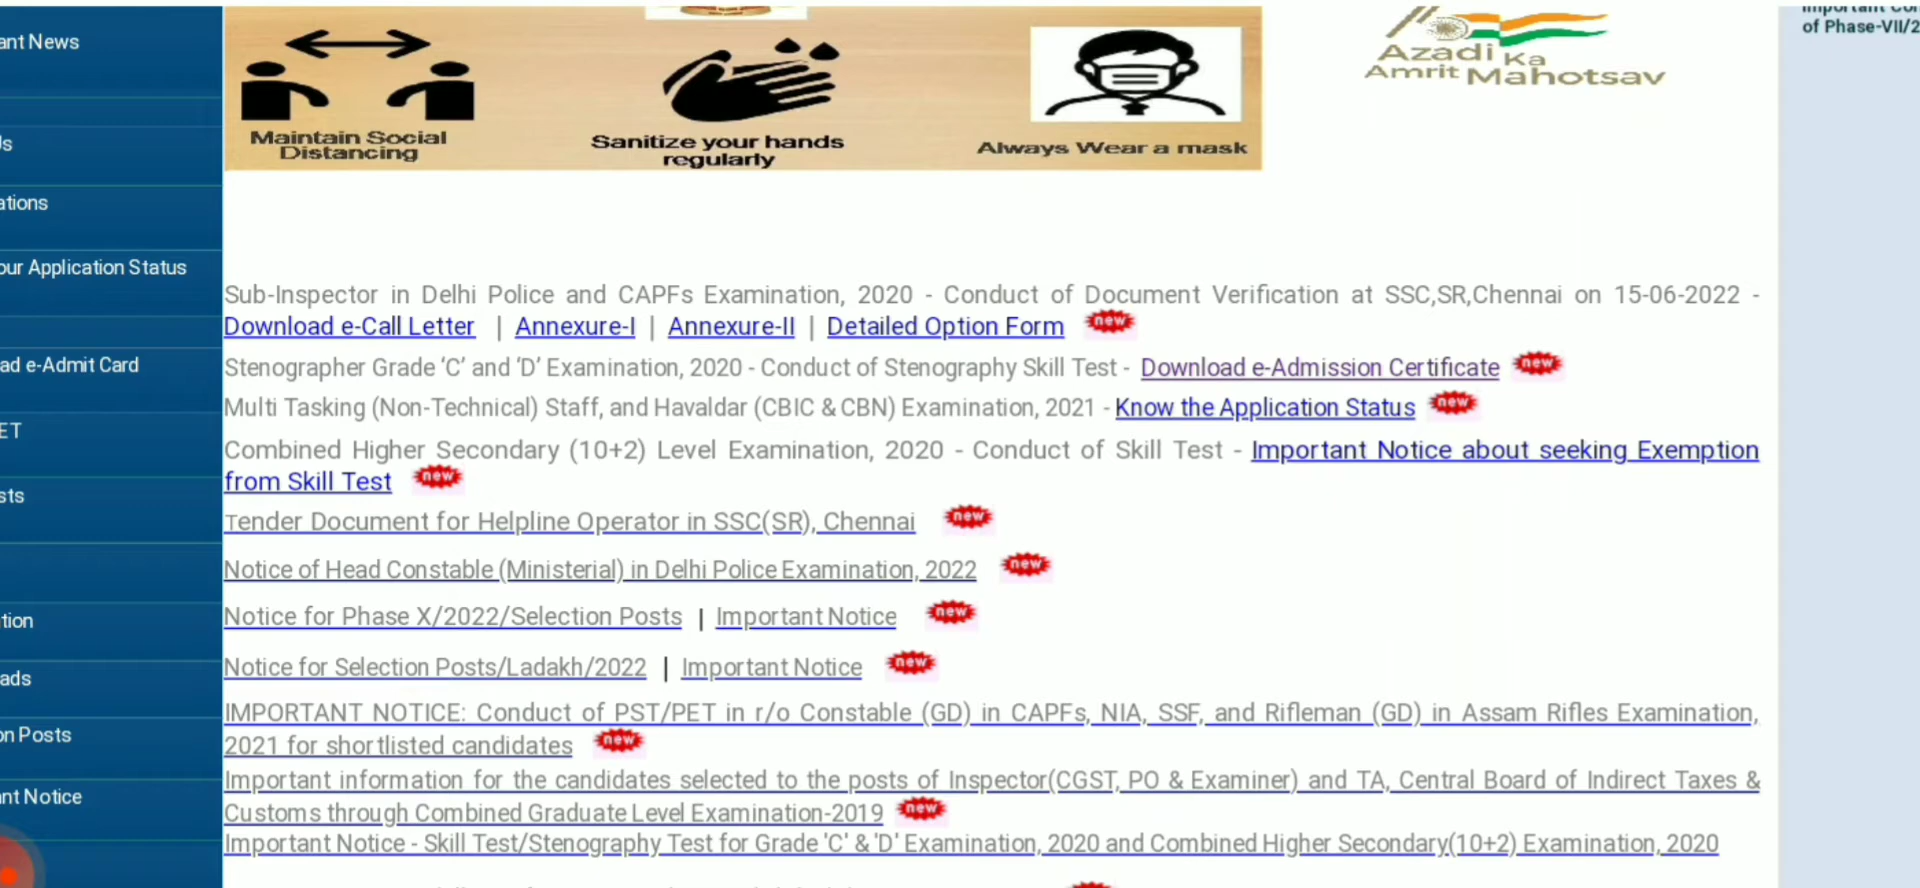 ant News
Us
ations
our Application Status
ad e-Admit Card
ET
sts
tion
ads
on Posts
ant Notice
Maintain Social
Distancing
Sanitize your hands
regularly
Always Wear a mask
Azadi Ka
Amrit Mahotsav
of Phase-VII/2
Sub-Inspector in Delhi Police and CAPFs Examination, 2020 - Conduct of Document Verification at SSC,SR,Chennai on 15-06-2022 -
Download e-Call Letter | Annexure-I | Annexure-II | Detailed Option Form new
Stenographer Grade ‘C’ and ‘D’ Examination, 2020 - Conduct of Stenography Skill Test - Download e-Admission Certificate new
Multi Tasking (Non-Technical) Staff, and Havaldar (CBIC & CBN) Examination, 2021 - Know the Application Status new
Combined Higher Secondary (10+2) Level Examination, 2020 - Conduct of Skill Test - Important Notice about seeking Exemption
from Skill Test new
Tender Document for Helpline Operator in SSC(SR), Chennai new
Notice of Head Constable (Ministerial) in Delhi Police Examination, 2022 new
Notice for Phase X/2022/Selection Posts | Important Notice new
Notice for Selection Posts/Ladakh/2022 | Important Notice new
IMPORTANT NOTICE: Conduct of PST/PET in r/o Constable (GD) in CAPFs, NIA, SSF, and Rifleman (GD) in Assam Rifles Examination,
2021 for shortlisted candidates new
Important information for the candidates selected to the posts of Inspector(CGST, PO & Examiner) and TA, Central Board of Indirect Taxes &
Customs through Combined Graduate Level Examination-2019 new
Important Notice - Skill Test/Stenography Test for Grade 'C' & 'D' Examination, 2020 and Combined Higher Secondary(10+2) Examination, 2020